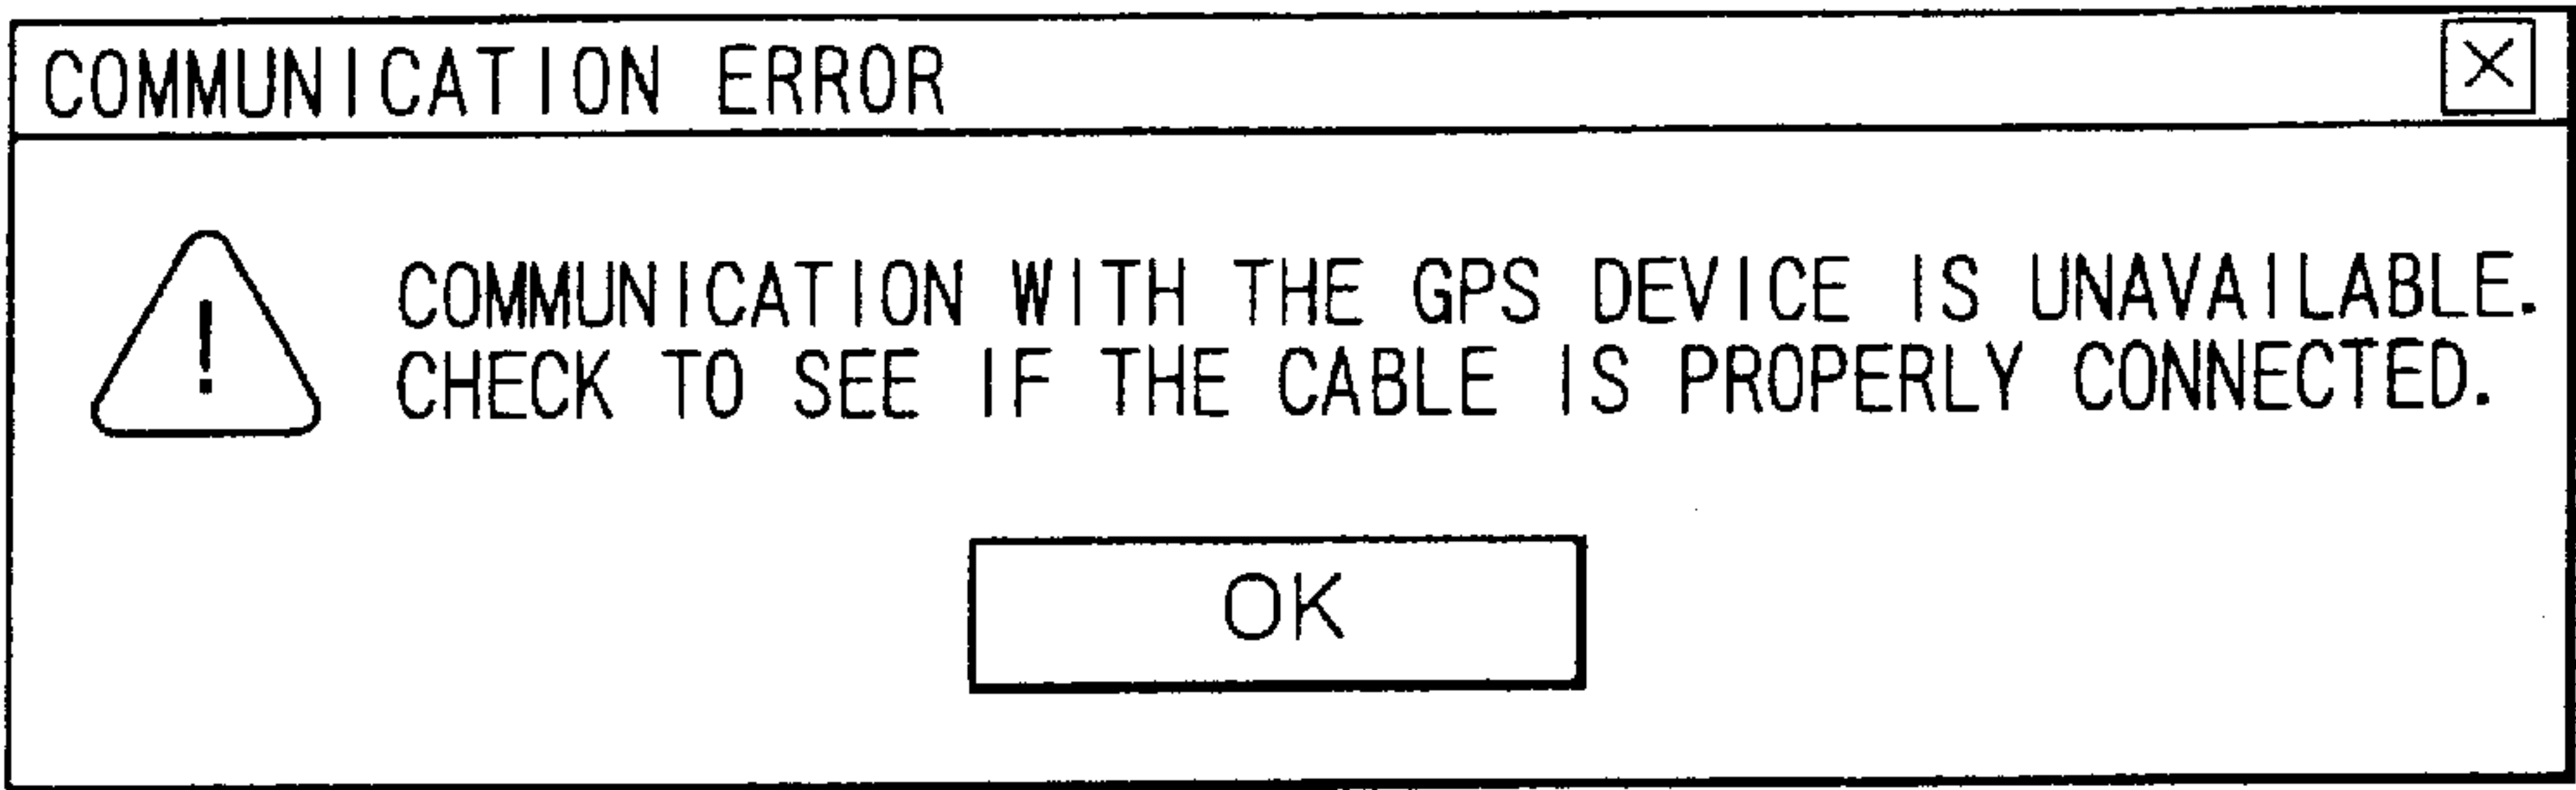 COMMUNICATION ERROR
COMMUNICATION WITH THE GPS DEVICE IS UNAVAILABLE.
CHECK TO SEE IF THE CABLE IS PROPERLY CONNECTED.
OK